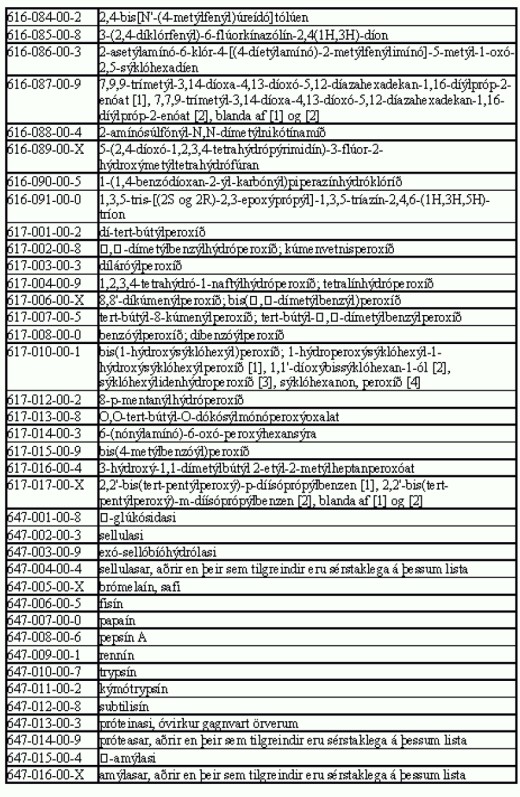 616-084-00-2 2,4-bis[N'-(4-metýlfenýl)úreídó]tólúen
616-085-00-8 3-(2,4-díklórfenýl)-6-flúorkínazólín-2,4(1H,3H)-díon
616-086-00-3 2-asetýlamínó-6-klór-4-[(4-díetýlamínó)-2-metýlfenýlimínó]-5-metýl-1-oxó-
2,5-sýklóhexadíen
616-087-00-9 7,9,9-trímetýl-3,14-díoxa-4,13-díoxó-5,12-díazahexadekan-1,16-díýlpróp-2-
enóat [1], 7,7,9-trímetýl-3,14-díoxa-4,13-díoxó-5,12-díazahexadekan-1,16-
díýlpróp-2-enóat [2], blanda af [1] og [2]
616-088-00-4 2-amínósúlfónýl-N,N-dímetýlnikótínamíð
616-089-00-X 5-(2,4-díoxó-1,2,3,4-tetrahýdrópýrimidín)-3-flúor-2-
hýdroxýmetýltetrahýdrófúran
616-090-00-5 1-(1,4-benzódíoxan-2-ýl-karbónýl)piperazínhýdróklóríð
616-091-00-0 1,3,5-tris-[(2S og 2R)-2,3-epoxýprópýl]-1,3,5-tríazín-2,4,6-(1H,3H,5H)-
tríon
617-001-00-2 dí-tert-bútýlperoxíð
617-002-00-8 □,□-dímetýlbenzýlhýdróperoxíð; kúmenvetnisperoxíð
617-003-00-3 díláróýlperoxíð
617-004-00-9 1,2,3,4-tetrahýdró-1-naftýlhýdróperoxíð; tetralínhýdróperoxíð
617-006-00-X 8,8'-díkúmenýlperoxíð; bis(□,□-dímetýlbenzýl)peroxíð
617-007-00-5 tert-bútýl-8-kúmenýlperoxíð; tert-bútýl-□,□-dímetýlbenzýlperoxíð
617-008-00-0 benzóýlperoxíð; díbenzóýlperoxíð
617-010-00-1 bis(1-hýdroxýsýklóhexýl)peroxíð; 1-hýdróperoxýsýklóhexýl-1-
hýdroxýsýklóhexýlperoxíð [1], 1,1'-díoxýbissýklóhexan-1-ól [2],
sýklóhexýlidenhýdróperoxíð [3], sýklóhexanon, peroxíð [4]
617-012-00-2 8-p-mentanýlhýdróperoxíð
617-013-00-8 O,O-tert-bútýl-O-dókósýlmónóperoxýoxalat
617-014-00-3 6-(nónýlamínó)-6-oxó-peroxýhexansýra
617-015-00-9 bis(4-metýlbenzóýl)peroxíð
617-016-00-4 3-hýdroxý-1,1-dímetýlbútýl 2-etýl-2-metýlheptanperoxóat
617-017-00-X 2,2'-bis(tert-pentýlperoxý)-p-díísóprópýlbenzen [1], 2,2'-bis(tert-
pentýlperoxý)-m-díísóprópýlbenzen [2], blanda af [1] og [2]
647-001-00-8 □-glúkósidasi
647-002-00-3 sellulasi
647-003-00-9 exó-sellóbíóhýdrólasi
647-004-00-4 sellulasar, aðrir en þeir sem tilgreindir eru sérstaklega á þessum lista
647-005-00-X brómelaín, safi
647-006-00-5 fisín
647-007-00-0 papaín
647-008-00-6 pepsín A
647-009-00-1 rennín
647-010-00-7 trypsín
647-011-00-2 kýmótrypsín
647-012-00-8 subtilisín
647-013-00-3 próteinasi, óvirkur gagnvart örverum
647-014-00-9 próteasar, aðrir en þeir sem tilgreindir eru sérstaklega á þessum lista
647-015-00-4 □-amýlasi
647-016-00-X amýlasar, aðrir en þeir sem tilgreindir eru sérstaklega á þessum lista